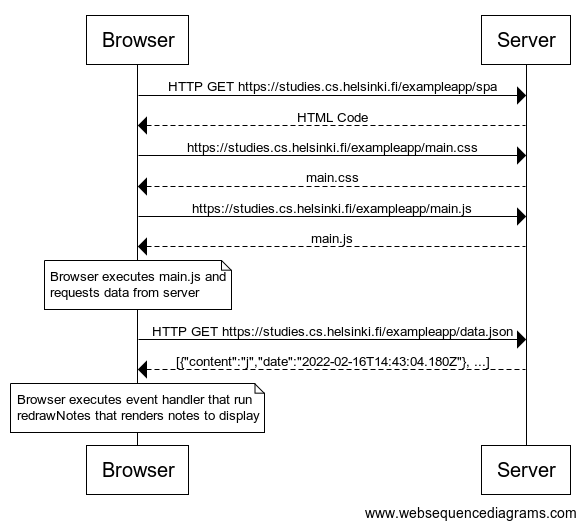 Browser
Server
HTTP GET https://studies.cs.helsinki.fi/exampleapp/spa
HTML Code
https://studies.cs.helsinki.fi/exampleapp/main.css
main.css
https://studies.cs.helsinki.fi/exampleapp/main.js
main.js
Browser executes main.js and
requests data from server
HTTP GET https://studies.cs.helsinki.fi/exampleapp/data.json
[{"content":"j","date":"2022-02-16T14:43:04.180Z"}, ...]
Browser executes event handler that run
redrawNotes that renders notes to display
Browser
Server
www.websequencediagrams.com